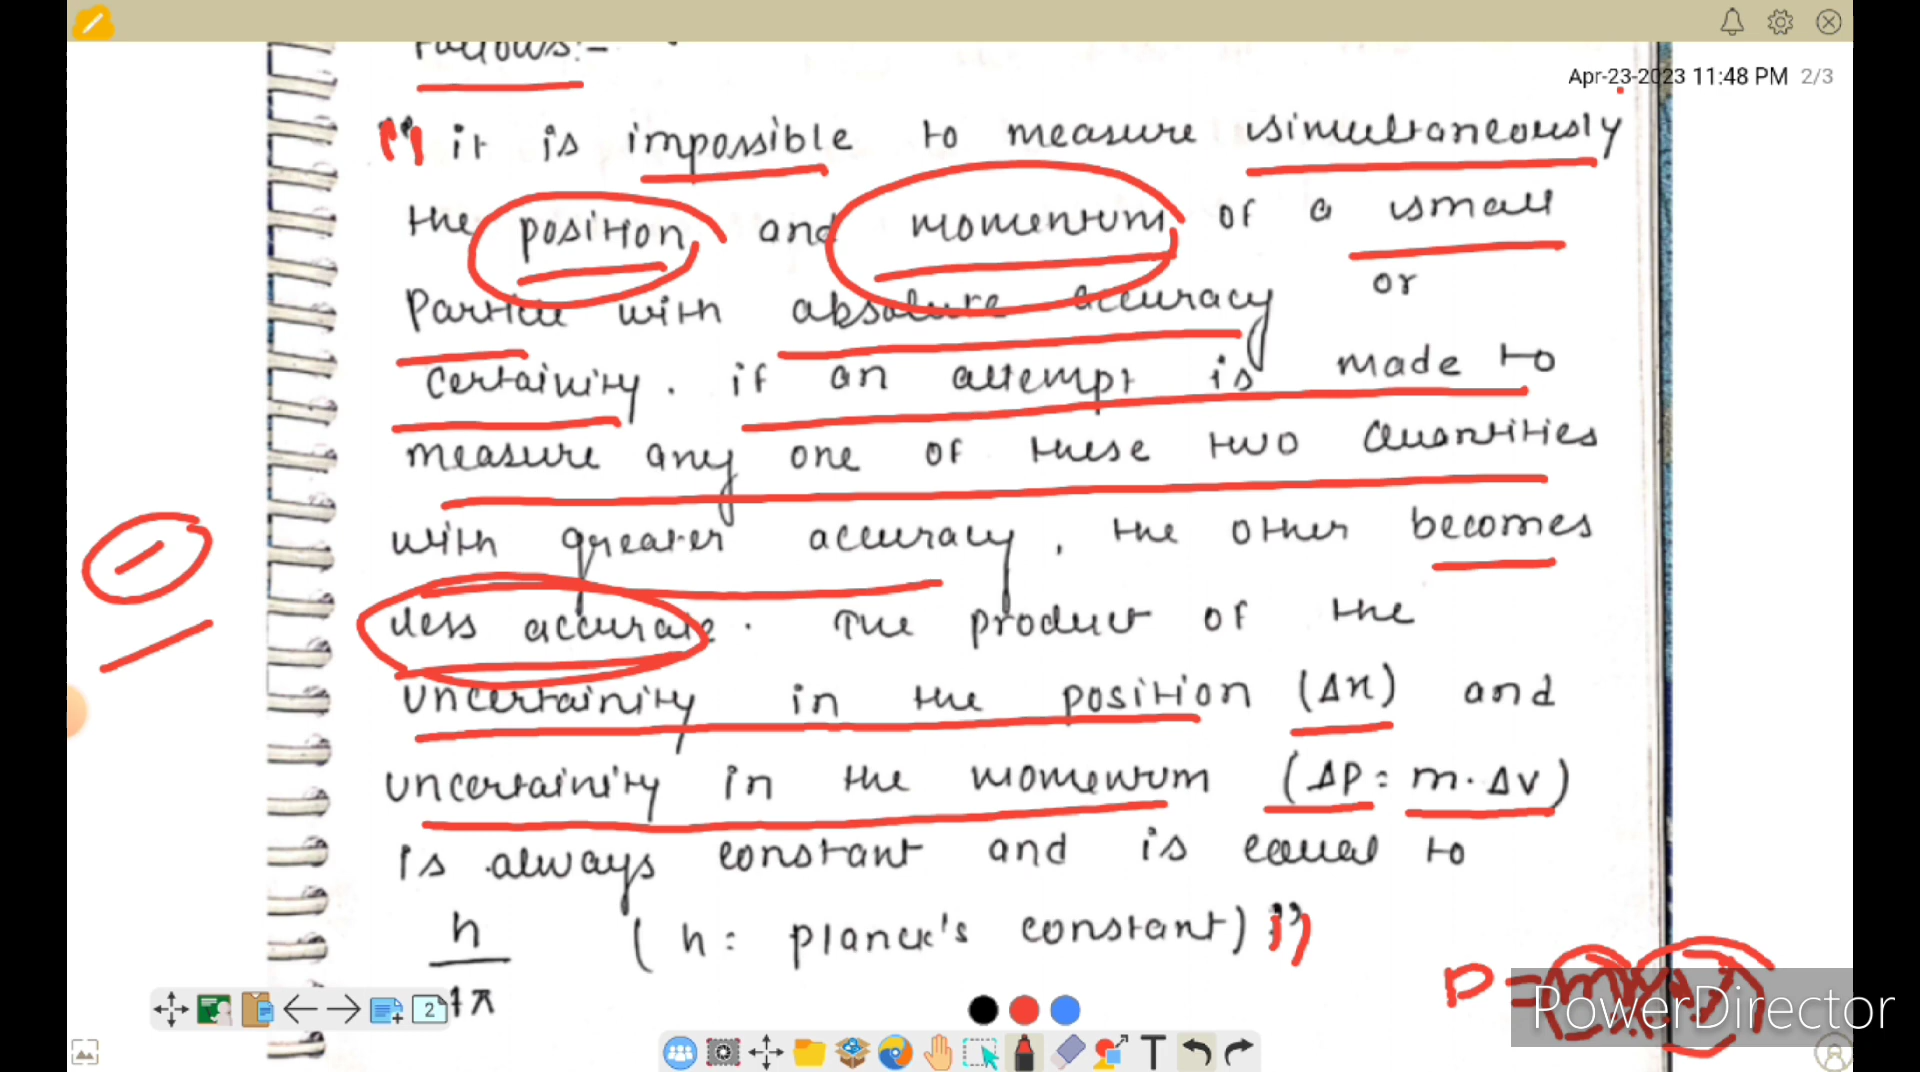 Follows:-
Apr-23-2023 11:48 PM 2/3
" it is impossible to measure simultaneously
the position and momentum of a small
particle with absolute accuracy or
certainity. if an attempt is made to
measure any one of these two quantities
with greater accuracy, the other becomes
less accurate. The product of the
uncertainity in the position (Δx) and
uncertainity in the momentum (ΔP = m.Δv)
is always constant and is equal to
h
4π
(h = planck's constant) "
P = m
PowerDirector
2
T